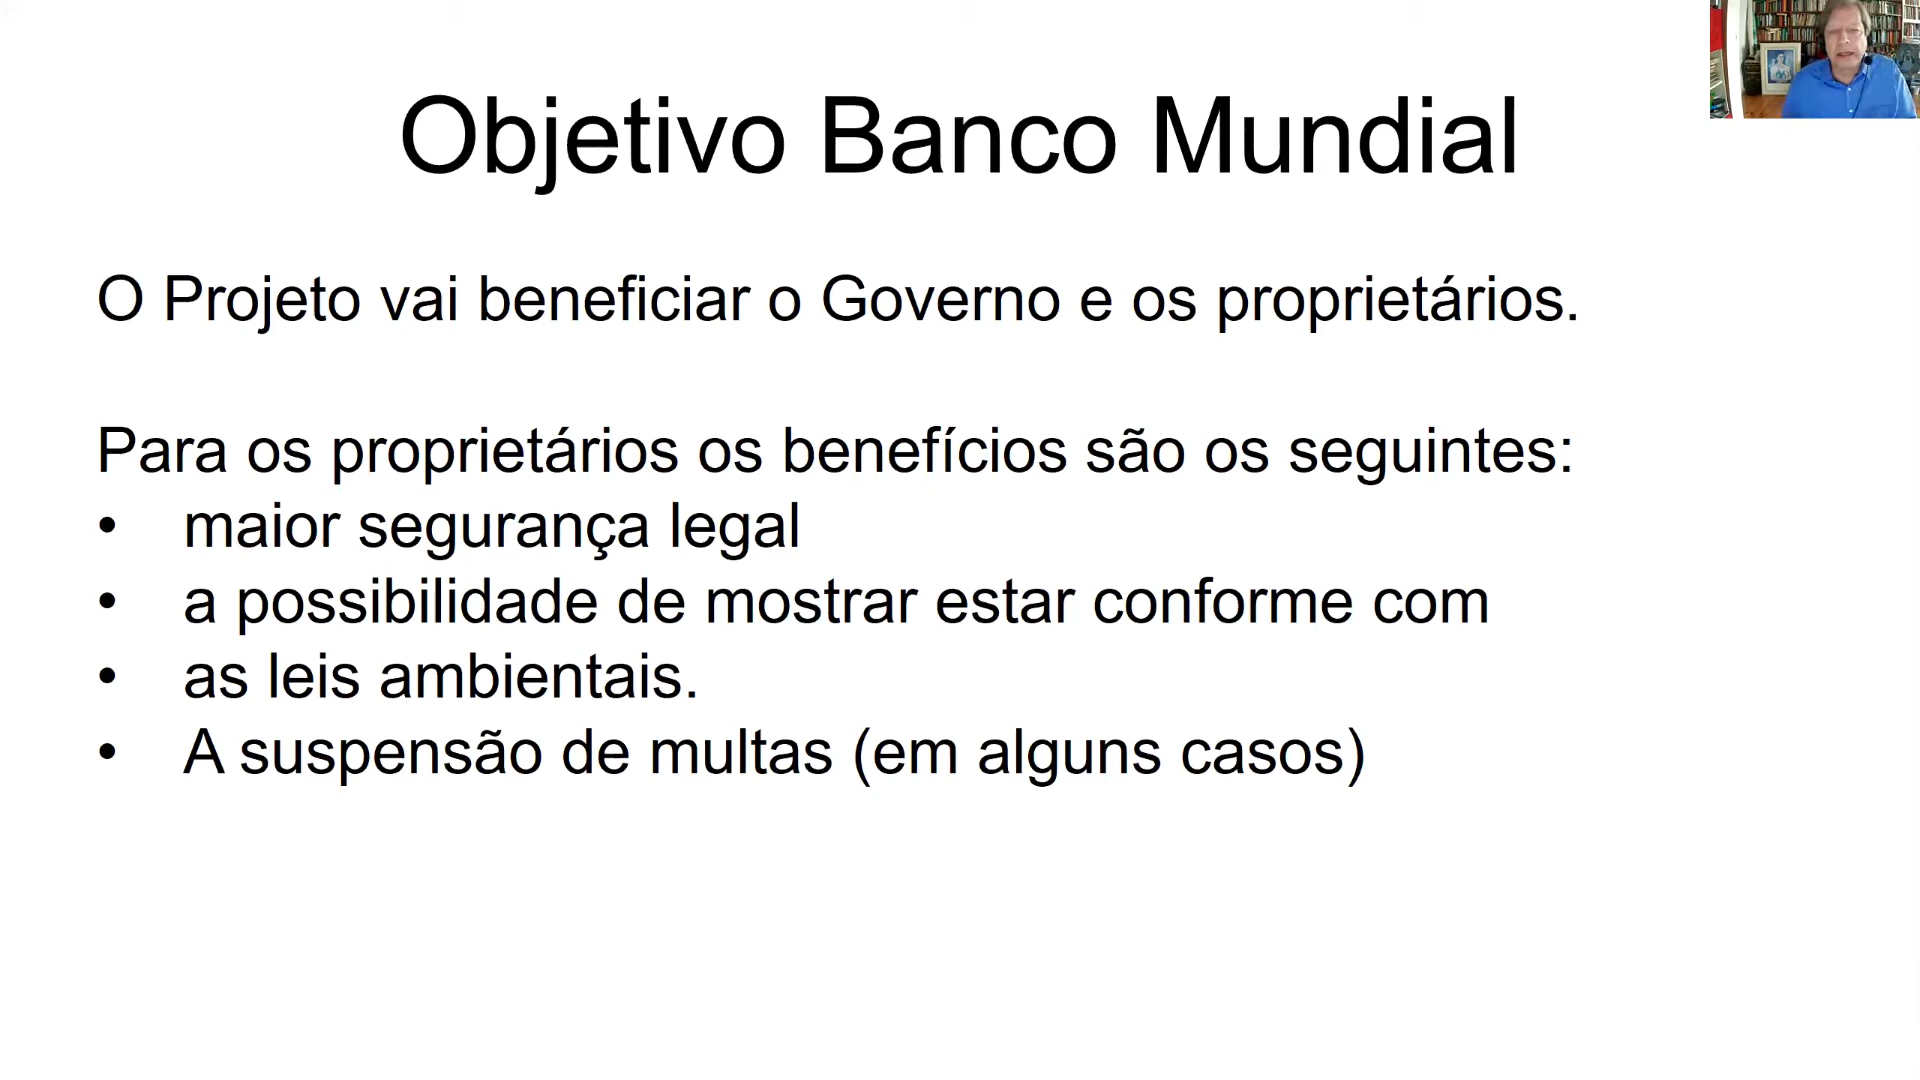 Objetivo Banco Mundial
O Projeto vai beneficiar o Governo e os proprietários.
Para os proprietários os benefícios são os seguintes:
• maior segurança legal
• a possibilidade de mostrar estar conforme com
• as leis ambientais.
• A suspensão de multas (em alguns casos)